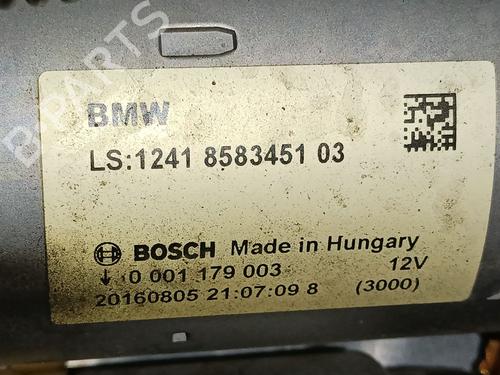 B-PARTS
BMW
LS:1241 8583451 03
BOSCH Made in Hungary
0 001 179 003 12V
20160805 21:07:09 8 (3000)